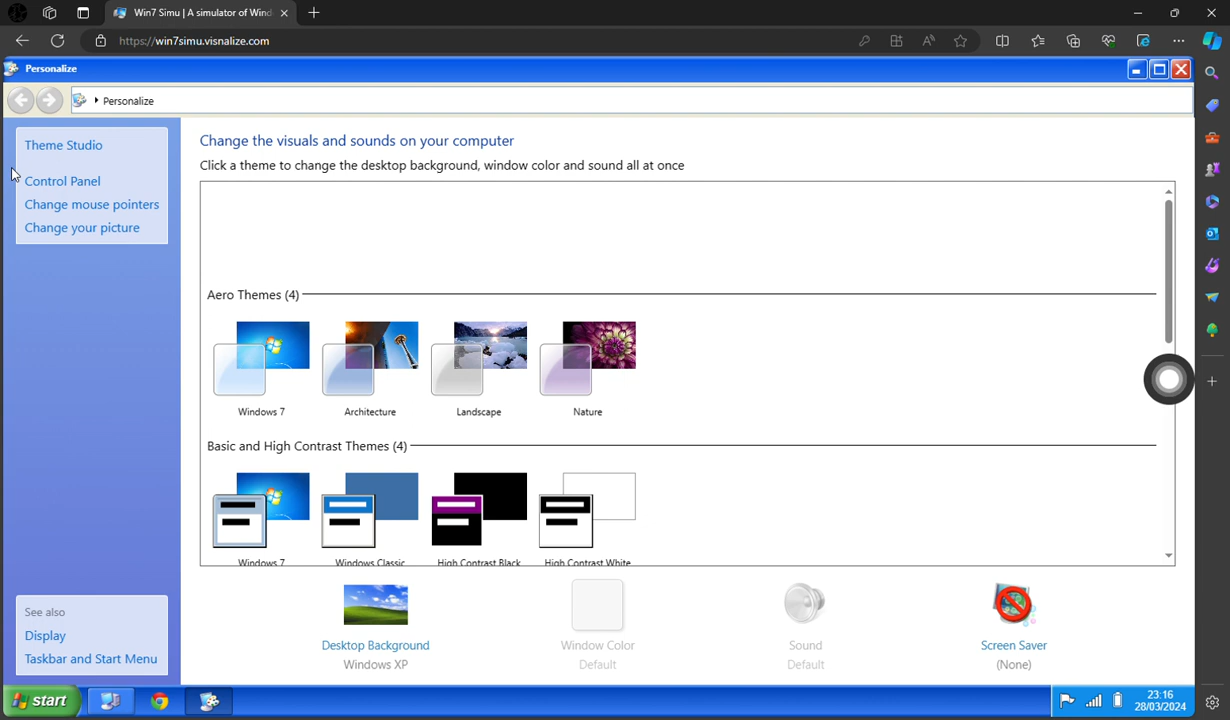 Win7 Simu | A simulator of Wind
https://win7simu.visnalize.com
Personalize
Personalize
Theme Studio
Control Panel
Change mouse pointers
Change your picture
Change the visuals and sounds on your computer
Click a theme to change the desktop background, window color and sound all at once
Aero Themes (4)
Windows 7 Architecture Landscape Nature
Basic and High Contrast Themes (4)
Windows 7 Windows Classic High Contrast Black High Contrast White
See also
Display
Taskbar and Start Menu
Desktop Background Window Color Sound Screen Saver
Windows XP Default Default (None)
start
23:16
28/03/2024